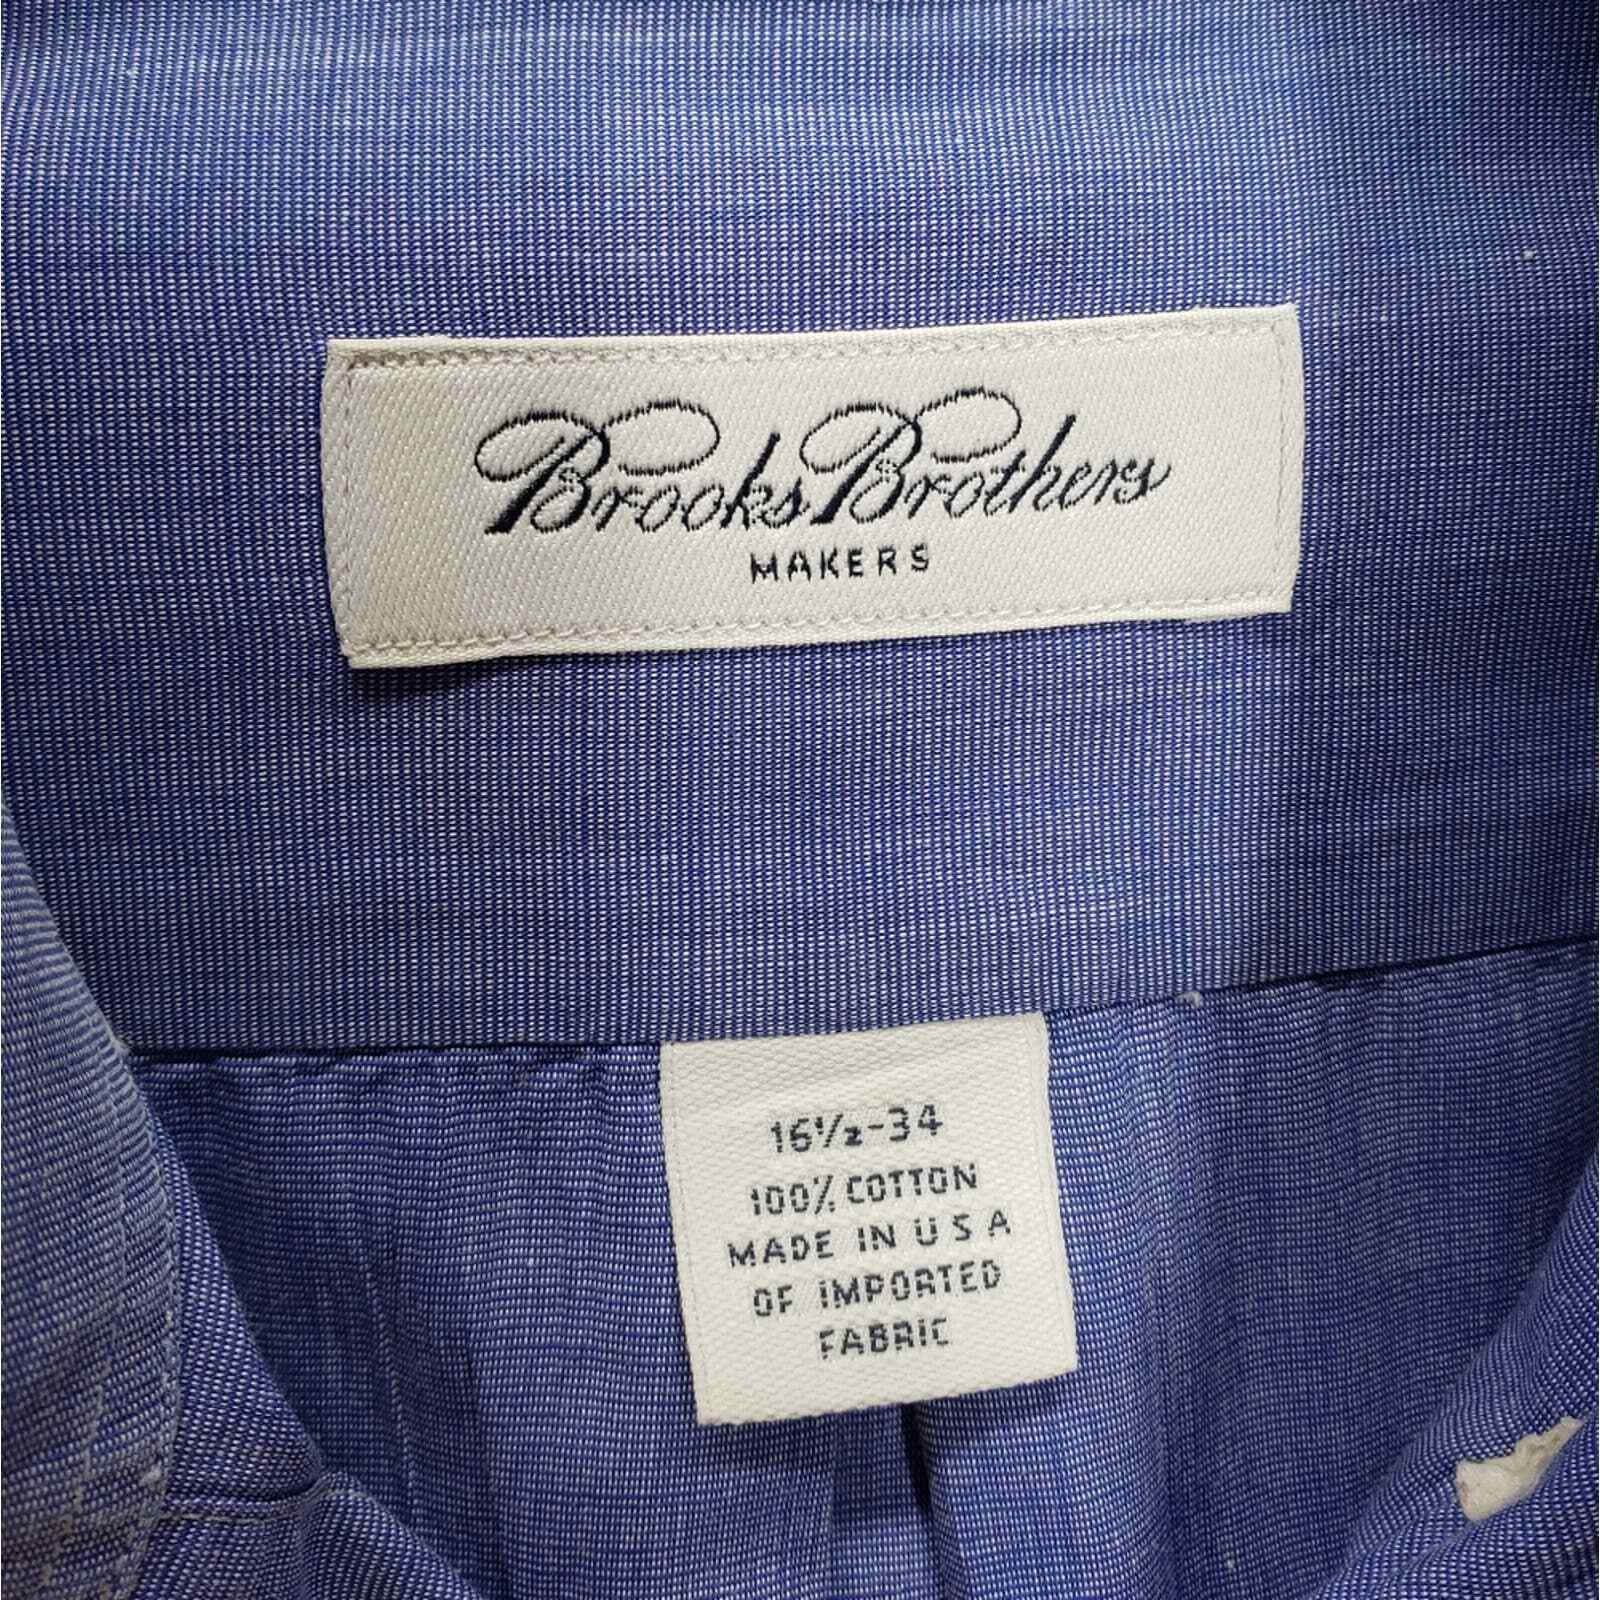 Brooks Brothers
MAKERS
16½-34
100% COTTON
MADE IN U S A
OF IMPORTED
FABRIC